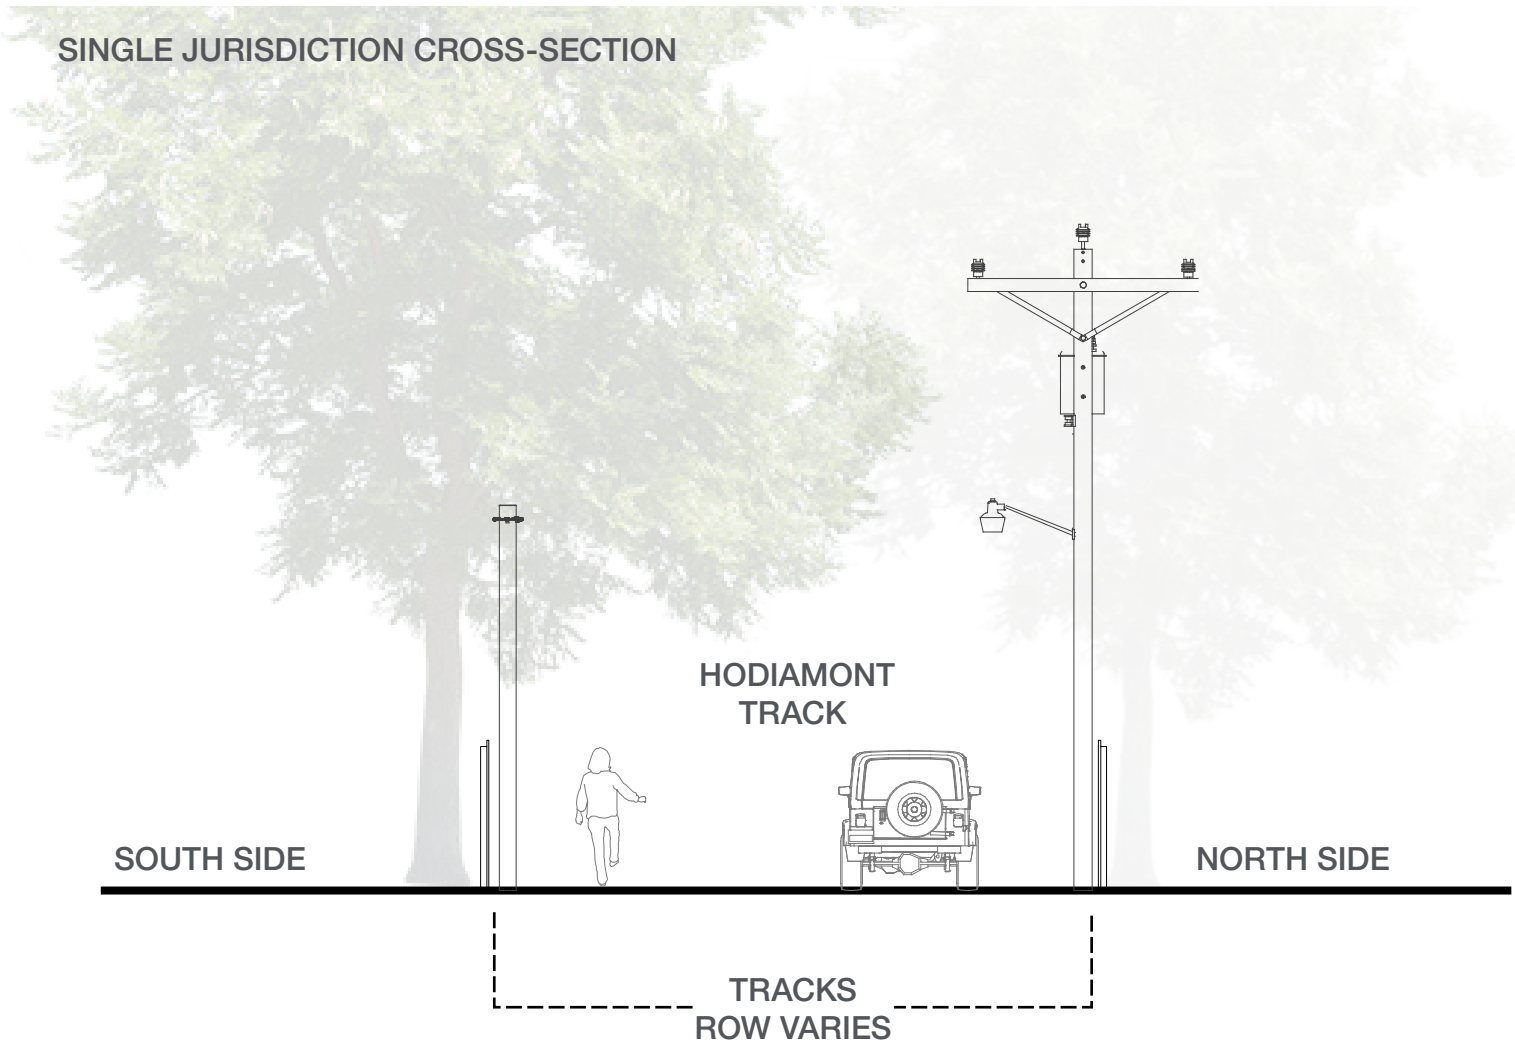 SINGLE JURISDICTION CROSS-SECTION
HODIAMONT
TRACK
SOUTH SIDE
NORTH SIDE
TRACKS
ROW VARIES